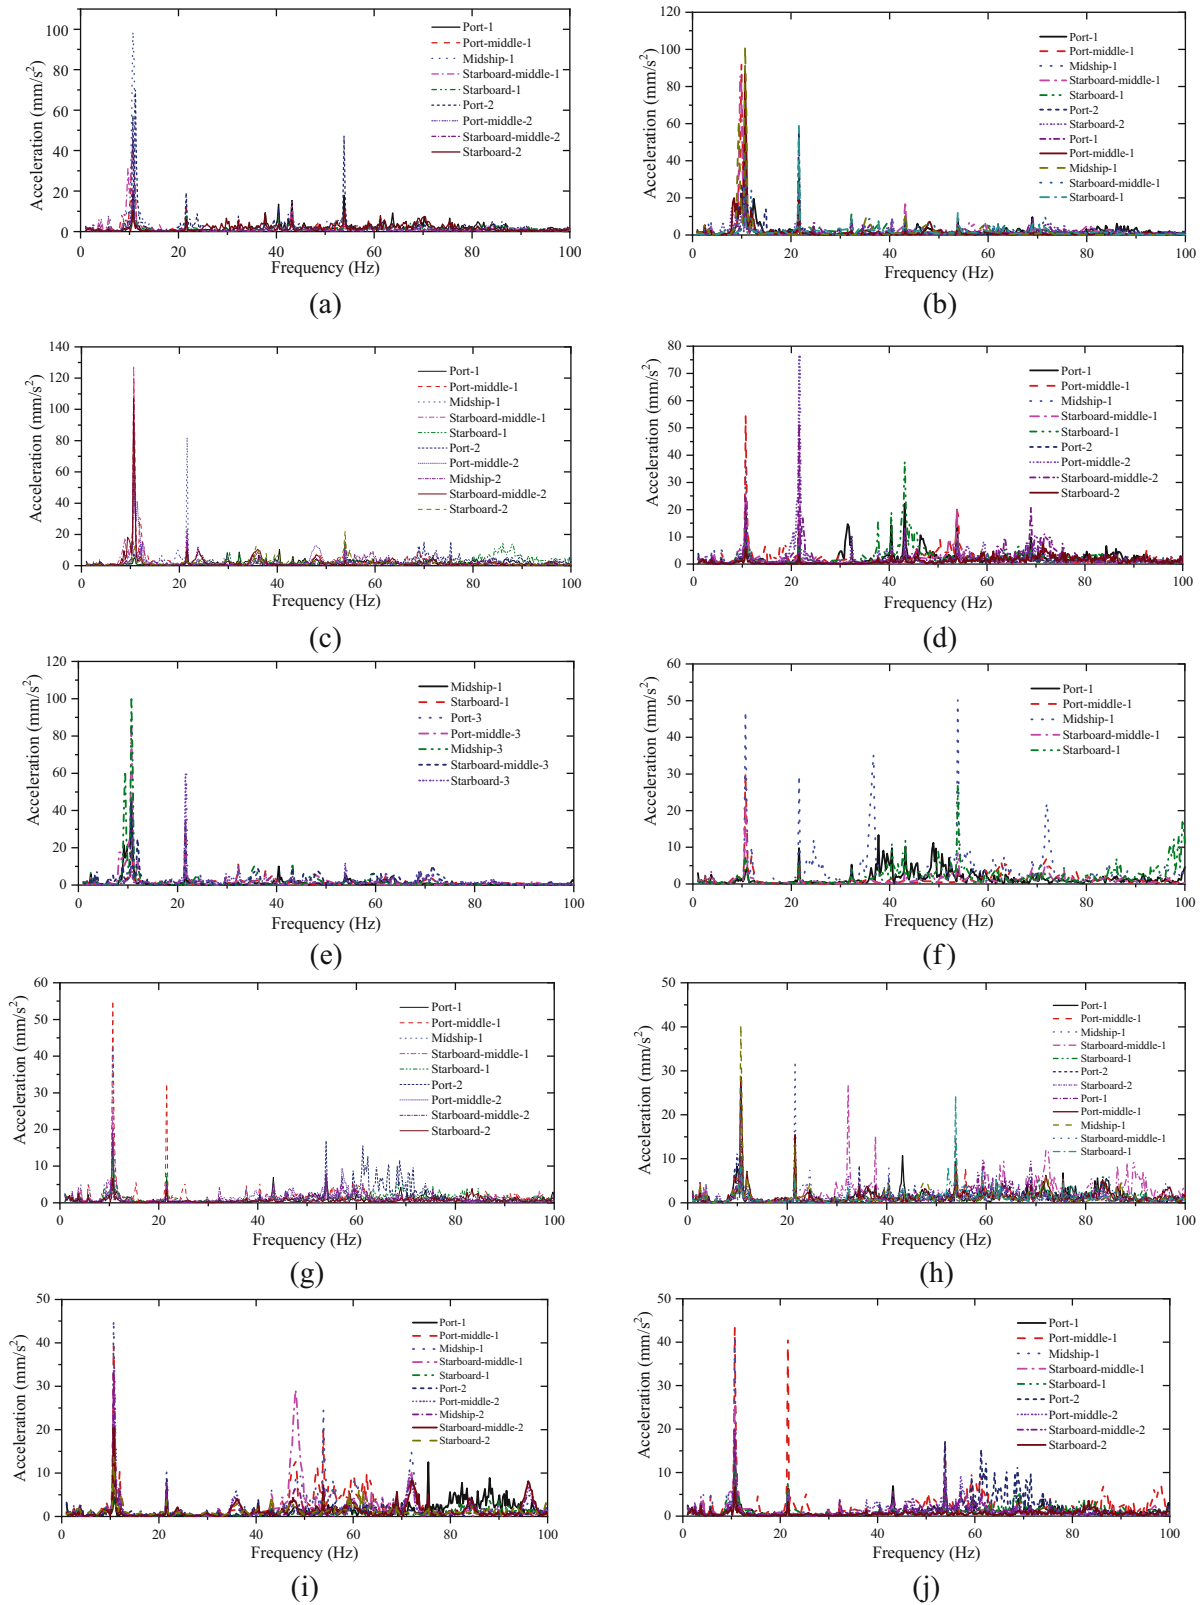 Acceleration (mm/s²)
100
80
60
40
20
0
Port-1
Port-middle-1
Midship-1
Starboard-middle-1
Starboard-1
Port-2
Port-middle-2
Starboard-middle-2
Starboard-2
0 20 40 60 80 100
Frequency (Hz)
(a)
Acceleration (mm/s²)
120
100
80
60
40
20
0
Port-1
Port-middle-1
Midship-1
Starboard-middle-1
Starboard-1
Port-2
Starboard-2
Port-1
Port-middle-1
Midship-1
Starboard-middle-1
Starboard-1
0 20 40 60 80 100
Frequency (Hz)
(b)
Acceleration (mm/s²)
140
120
100
80
60
40
20
0
Port-1
Port-middle-1
Midship-1
Starboard-middle-1
Starboard-1
Port-2
Port-middle-2
Midship-2
Starboard-middle-2
Starboard-2
0 20 40 60 80 100
Frequency (Hz)
(c)
Acceleration (mm/s²)
80
70
60
50
40
30
20
10
0
Port-1
Port-middle-1
Midship-1
Starboard-middle-1
Starboard-1
Port-2
Port-middle-2
Starboard-middle-2
Starboard-2
0 20 40 60 80 100
Frequency (Hz)
(d)
Acceleration (mm/s²)
120
100
80
60
40
20
0
Midship-1
Starboard-1
Port-3
Port-middle-3
Midship-3
Starboard-middle-3
Starboard-3
0 20 40 60 80 100
Frequency (Hz)
(e)
Acceleration (mm/s²)
60
50
40
30
20
10
0
Port-1
Port-middle-1
Midship-1
Starboard-middle-1
Starboard-1
0 20 40 60 80 100
Frequency (Hz)
(f)
Acceleration (mm/s²)
60
50
40
30
20
10
0
Port-1
Port-middle-1
Midship-1
Starboard-middle-1
Starboard-1
Port-2
Port-middle-2
Starboard-middle-2
Starboard-2
0 20 40 60 80 100
Frequency (Hz)
(g)
Acceleration (mm/s²)
50
40
30
20
10
0
Port-1
Port-middle-1
Midship-1
Starboard-middle-1
Starboard-1
Port-2
Starboard-2
Port-1
Port-middle-1
Midship-1
Starboard-middle-1
Starboard-1
0 20 40 60 80 100
Frequency (Hz)
(h)
Acceleration (mm/s²)
50
40
30
20
10
0
Port-1
Port-middle-1
Midship-1
Starboard-middle-1
Starboard-1
Port-2
Port-middle-2
Midship-2
Starboard-middle-2
Starboard-2
0 20 40 60 80 100
Frequency (Hz)
(i)
Acceleration (mm/s²)
50
40
30
20
10
0
Port-1
Port-middle-1
Midship-1
Starboard-middle-1
Starboard-1
Port-2
Port-middle-2
Starboard-middle-2
Starboard-2
0 20 40 60 80 100
Frequency (Hz)
(j)